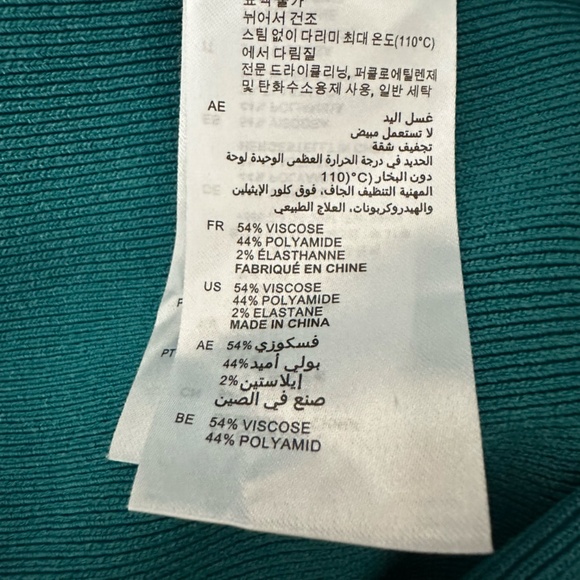 뉘어서 건조
스팀 없이 다리미 최대 온도(110°C)
에서 다림질
전문 드라이클리닝, 퍼클로에틸렌제
및 탄화수소용제 사용, 일반 세탁
AE غسل اليد
لا تستعمل مبيض
تجفيف شقة
الحديد في درجة الحرارة العظمى الوحيدة لوحة
دون البخار (C°)110
المهنية التنظيف الجاف، فوق كلور الإيثيلين
والهيدروكربونات، العلاج الطبيعي
FR 54% VISCOSE
44% POLYAMIDE
2% ÉLASTHANNE
FABRIQUÉ EN CHINE
US 54% VISCOSE
44% POLYAMIDE
2% ELASTANE
MADE IN CHINA
AE 54% فسكوزي
44% بولي أميد
2% إيلاستين
صنع في الصين
BE 54% VISCOSE
44% POLYAMID
PT